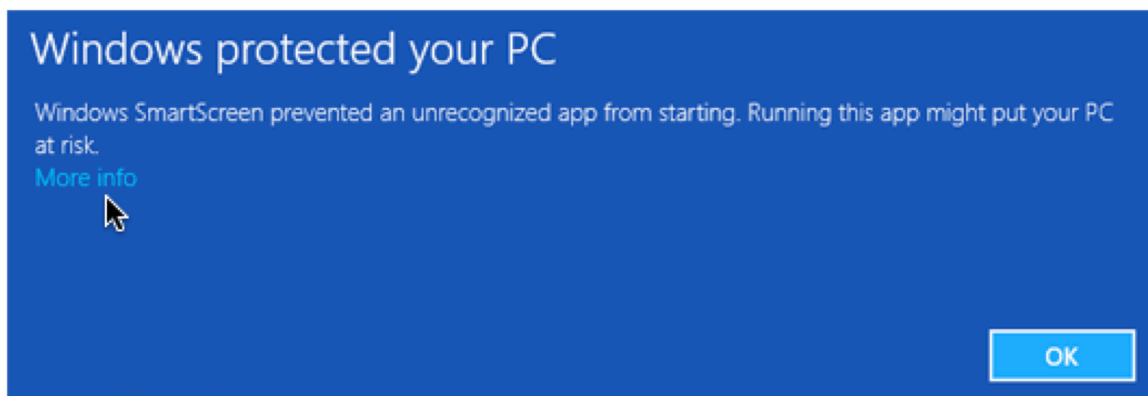 Windows protected your PC
Windows SmartScreen prevented an unrecognized app from starting. Running this app might put your PC
at risk.
More info
OK